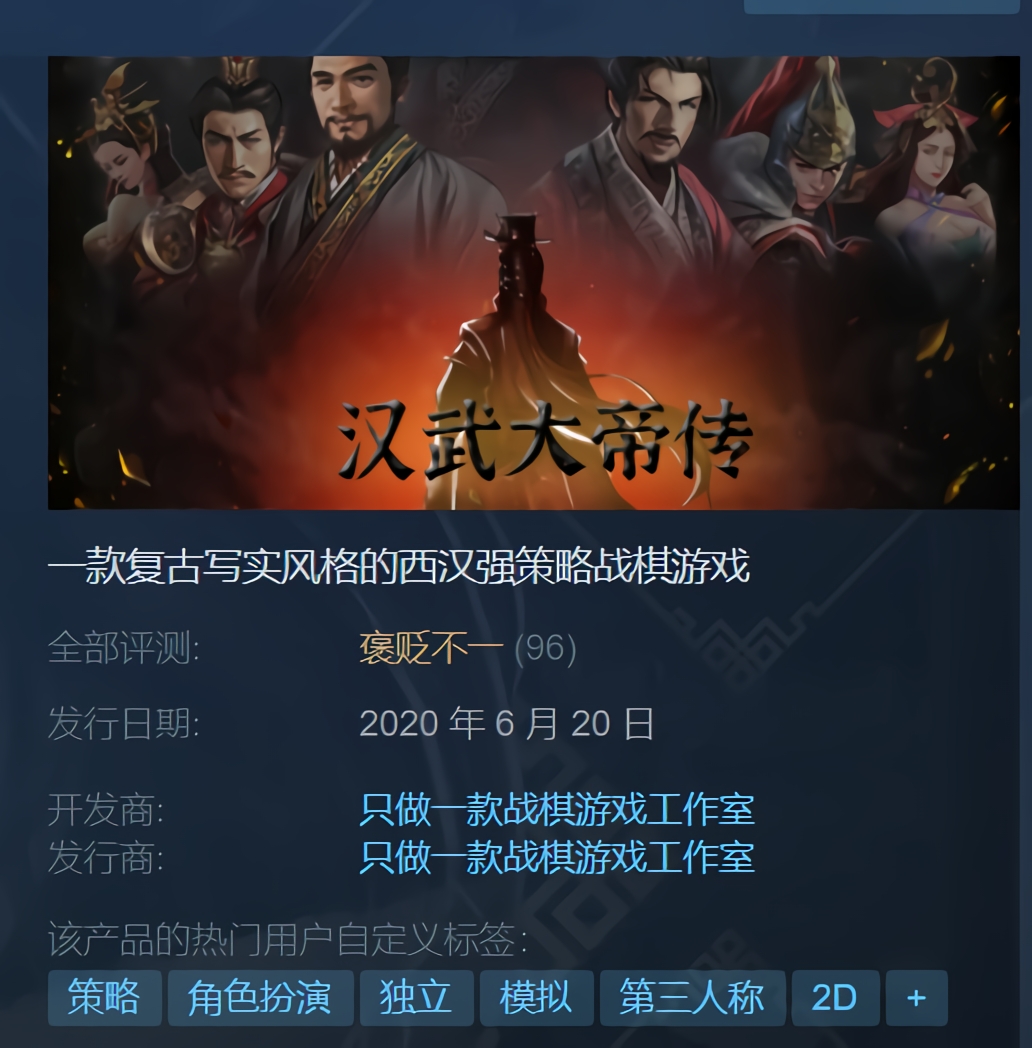 汉武大帝传
一款复古写实风格的西汉强策略战棋游戏
全部评测: 褒贬不一 (96)
发行日期: 2020 年 6 月 20 日
开发商: 只做一款战棋游戏工作室
发行商: 只做一款战棋游戏工作室
该产品的热门用户自定义标签:
策略 角色扮演 独立 模拟 第三人称 2D +